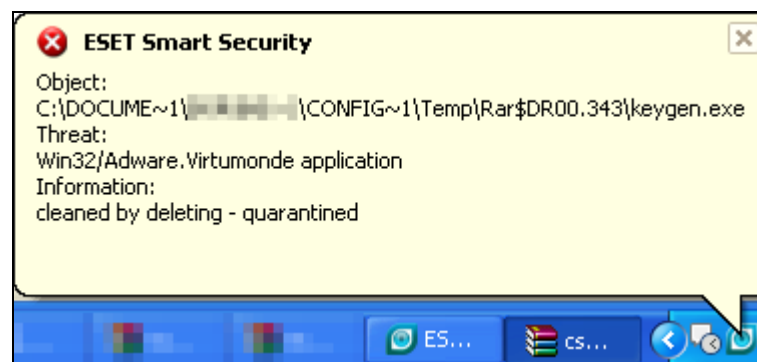 ESET Smart Security
Object:
C:\DOCUME~1\ \CONFIG~1\Temp\Rar$DR00.343\keygen.exe
Threat:
Win32/Adware.Virtumonde application
Information:
cleaned by deleting - quarantined
ES...
cs...